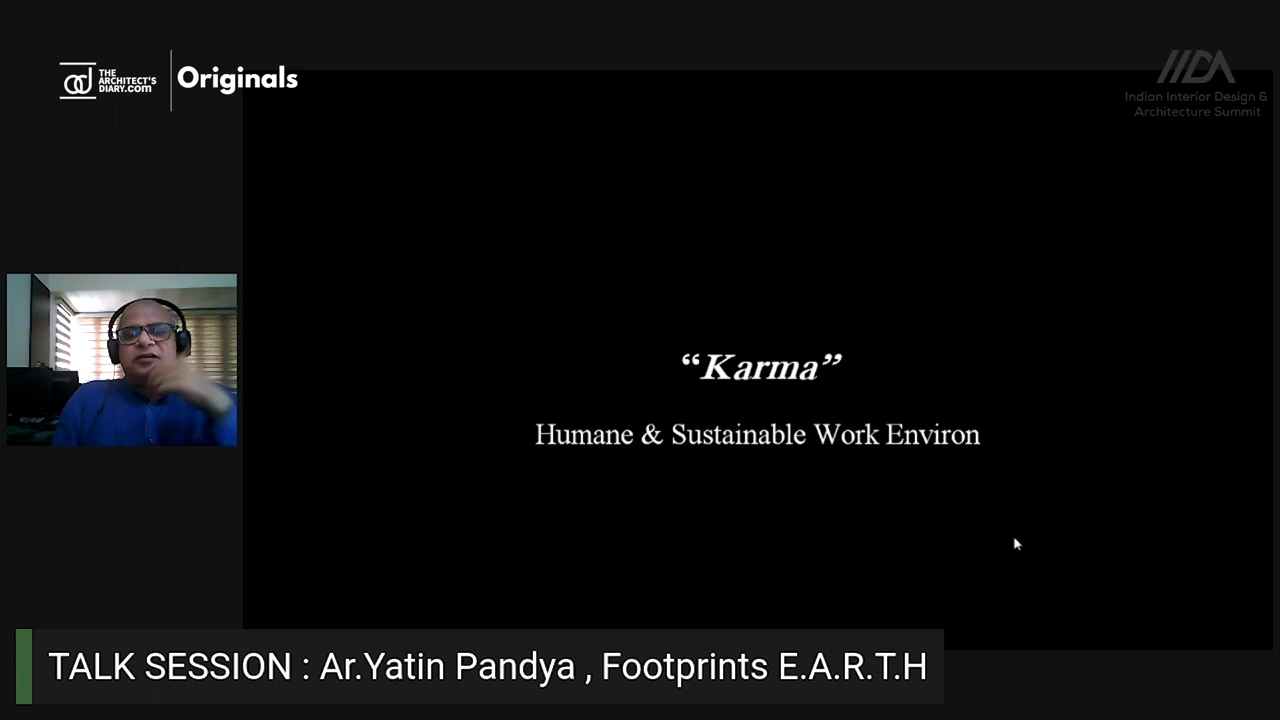 THE
ARCHITECT'S
DIARY.com
Originals
Indian Interior Design &
Architecture Summit
“Karma”
Humane & Sustainable Work Environ
TALK SESSION : Ar.Yatin Pandya , Footprints E.A.R.T.H